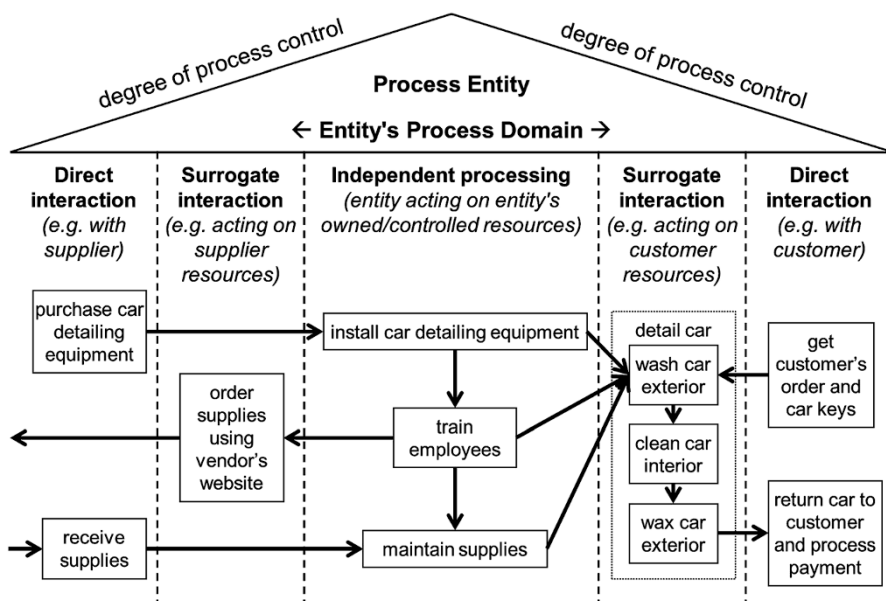 degree of process control
degree of process control
Process Entity
← Entity's Process Domain →
Direct
interaction
(e.g. with
supplier)
Surrogate
interaction
(e.g. acting on
supplier
resources)
Independent processing
(entity acting on entity's
owned/controlled resources)
Surrogate
interaction
(e.g. acting on
customer
resources)
Direct
interaction
(e.g. with
customer)
purchase car
detailing
equipment
install car detailing equipment
detail car
wash car
exterior
get
customer's
order and
car keys
order
supplies
using
vendor's
website
train
employees
clean car
interior
receive
supplies
maintain supplies
wax car
exterior
return car to
customer
and process
payment